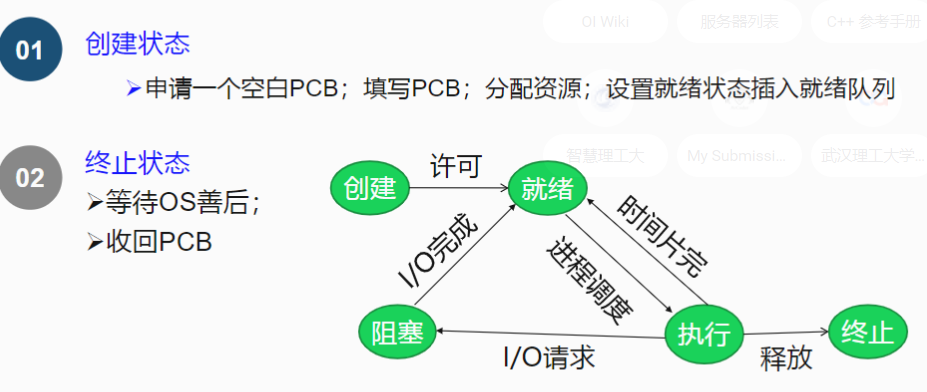 OI Wiki
服务器列表
C++ 参考手册
01
创建状态
➢申请一个空白PCB；填写PCB；分配资源；设置就绪状态插入就绪队列
智慧理工大
My Submissi...
武汉理工大学...
02
终止状态
➢等待OS善后；
➢收回PCB
创建
许可
就绪
I/O完成
进程调度
时间片完
阻塞
I/O请求
执行
释放
终止